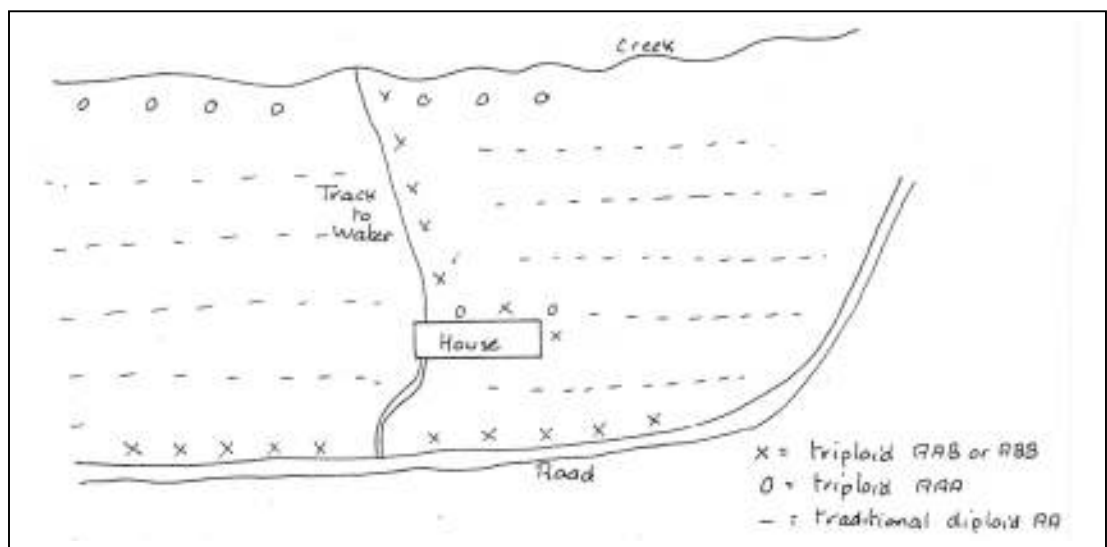 Creek
Track
to
Water
House
Road
x = triploid AAB or ABB
O = triploid AAA
- = traditional diploid AA